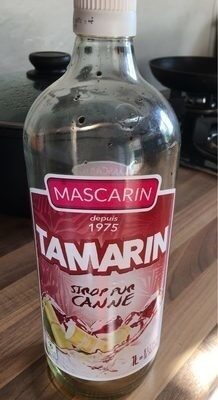 MASCARIN
depuis
1975
TAMARIN
SIROP PUR
CANNE
1L